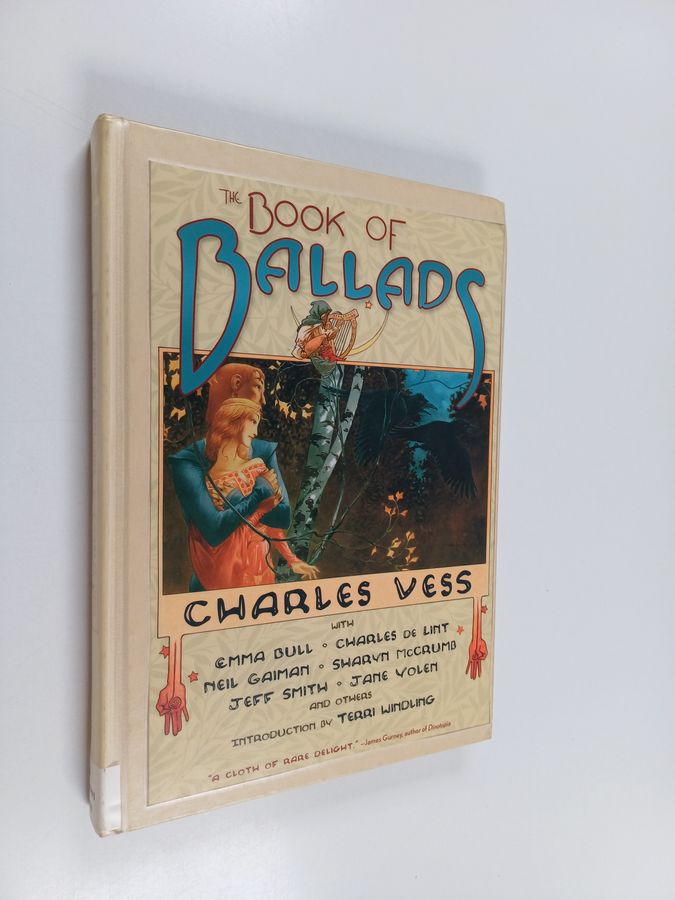 THE BOOK OF
BALLADS
CHARLES VESS
WITH
EMMA BULL • CHARLES DE LINT
NEIL GAIMAN • SHARYN McCRUMB
JEFF SMITH • JANE YOLEN
AND OTHERS
INTRODUCTION BY TERRI WINDLING
"A CLOTH OF RARE DELIGHT." –James Gurney, author of Dinotopia